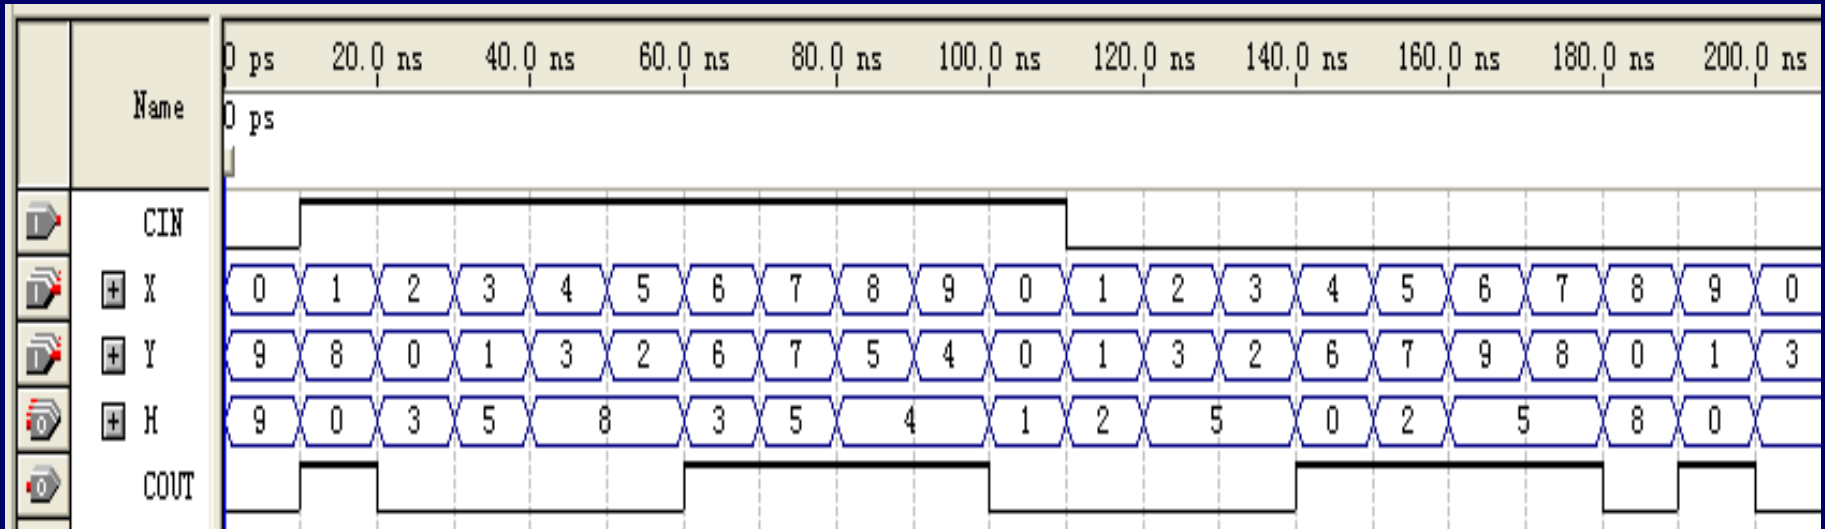 0 ps 20.0 ns 40.0 ns 60.0 ns 80.0 ns 100.0 ns 120.0 ns 140.0 ns 160.0 ns 180.0 ns 200.0 ns
Name
0 ps
I CIN
I + X 0 1 2 3 4 5 6 7 8 9 0 1 2 3 4 5 6 7 8 9 0
I + Y 9 8 0 1 3 2 6 7 5 4 0 1 3 2 6 7 9 8 0 1 3
0 + H 9 0 3 5 8 3 5 4 1 2 5 0 2 5 8 0
0 COUT